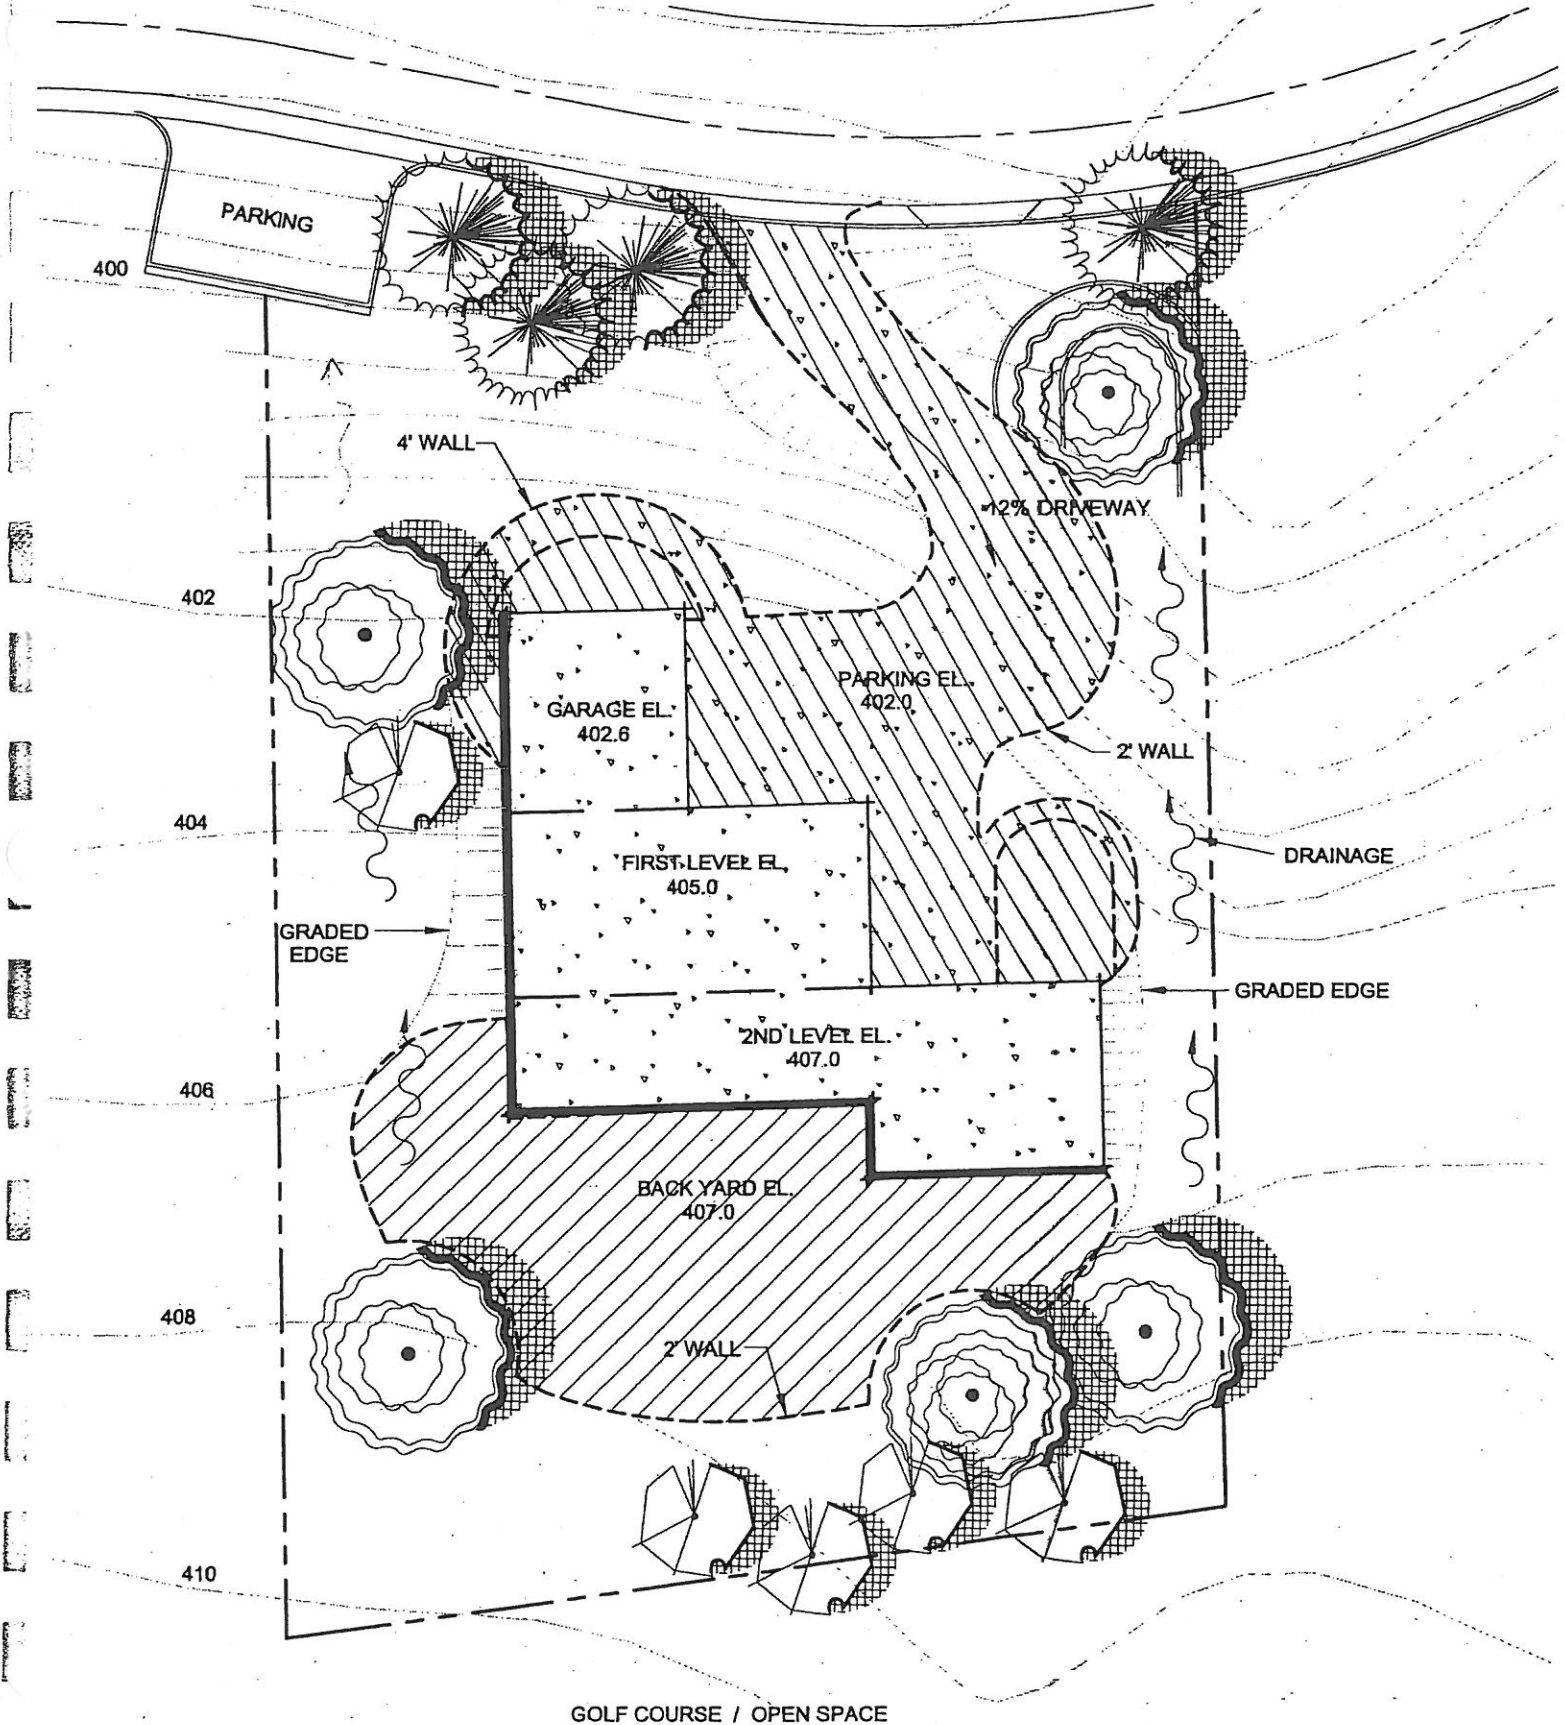 PARKING
400
4' WALL
12% DRIVEWAY
402
PARKING EL.
402.0
GARAGE EL.
402.6
2' WALL
404
DRAINAGE
FIRST LEVEL EL.
405.0
GRADED
EDGE
GRADED EDGE
2ND LEVEL EL.
407.0
406
BACK YARD EL.
407.0
408
2' WALL
410
GOLF COURSE / OPEN SPACE